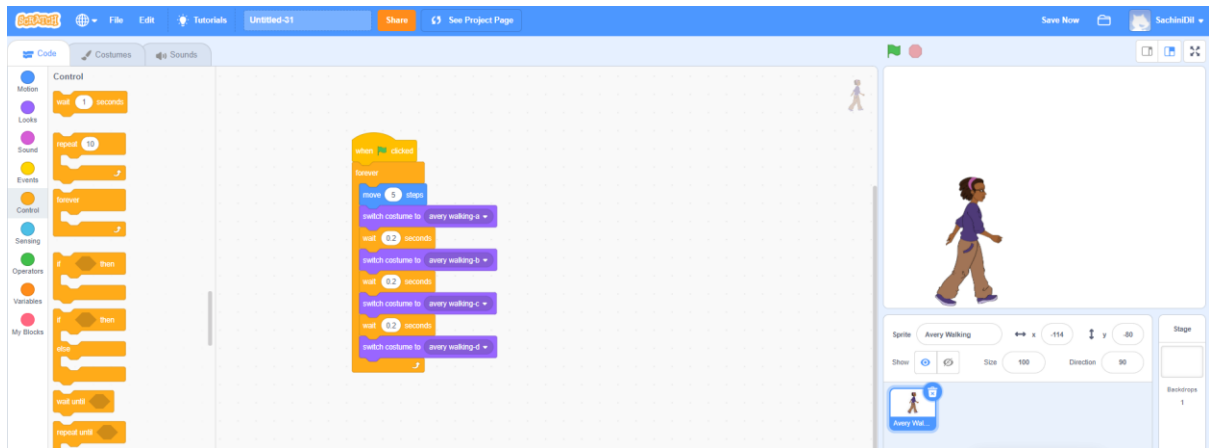 SCRATCH File Edit Tutorials Untitled-31 Share See Project Page Save Now SachiniDil
Code Costumes Sounds
Motion
Looks
Sound
Events
Control
Sensing
Operators
Variables
My Blocks
Control
wait 1 seconds
repeat 10
forever
if then
if then
else
wait until
repeat until
when clicked
forever
move 5 steps
switch costume to avery walking-a
wait 0.2 seconds
switch costume to avery walking-b
wait 0.2 seconds
switch costume to avery walking-c
wait 0.2 seconds
switch costume to avery walking-d
Sprite Avery Walking x -114 y -80
Show Size 100 Direction 90
Avery Wal...
Stage
Backdrops
1